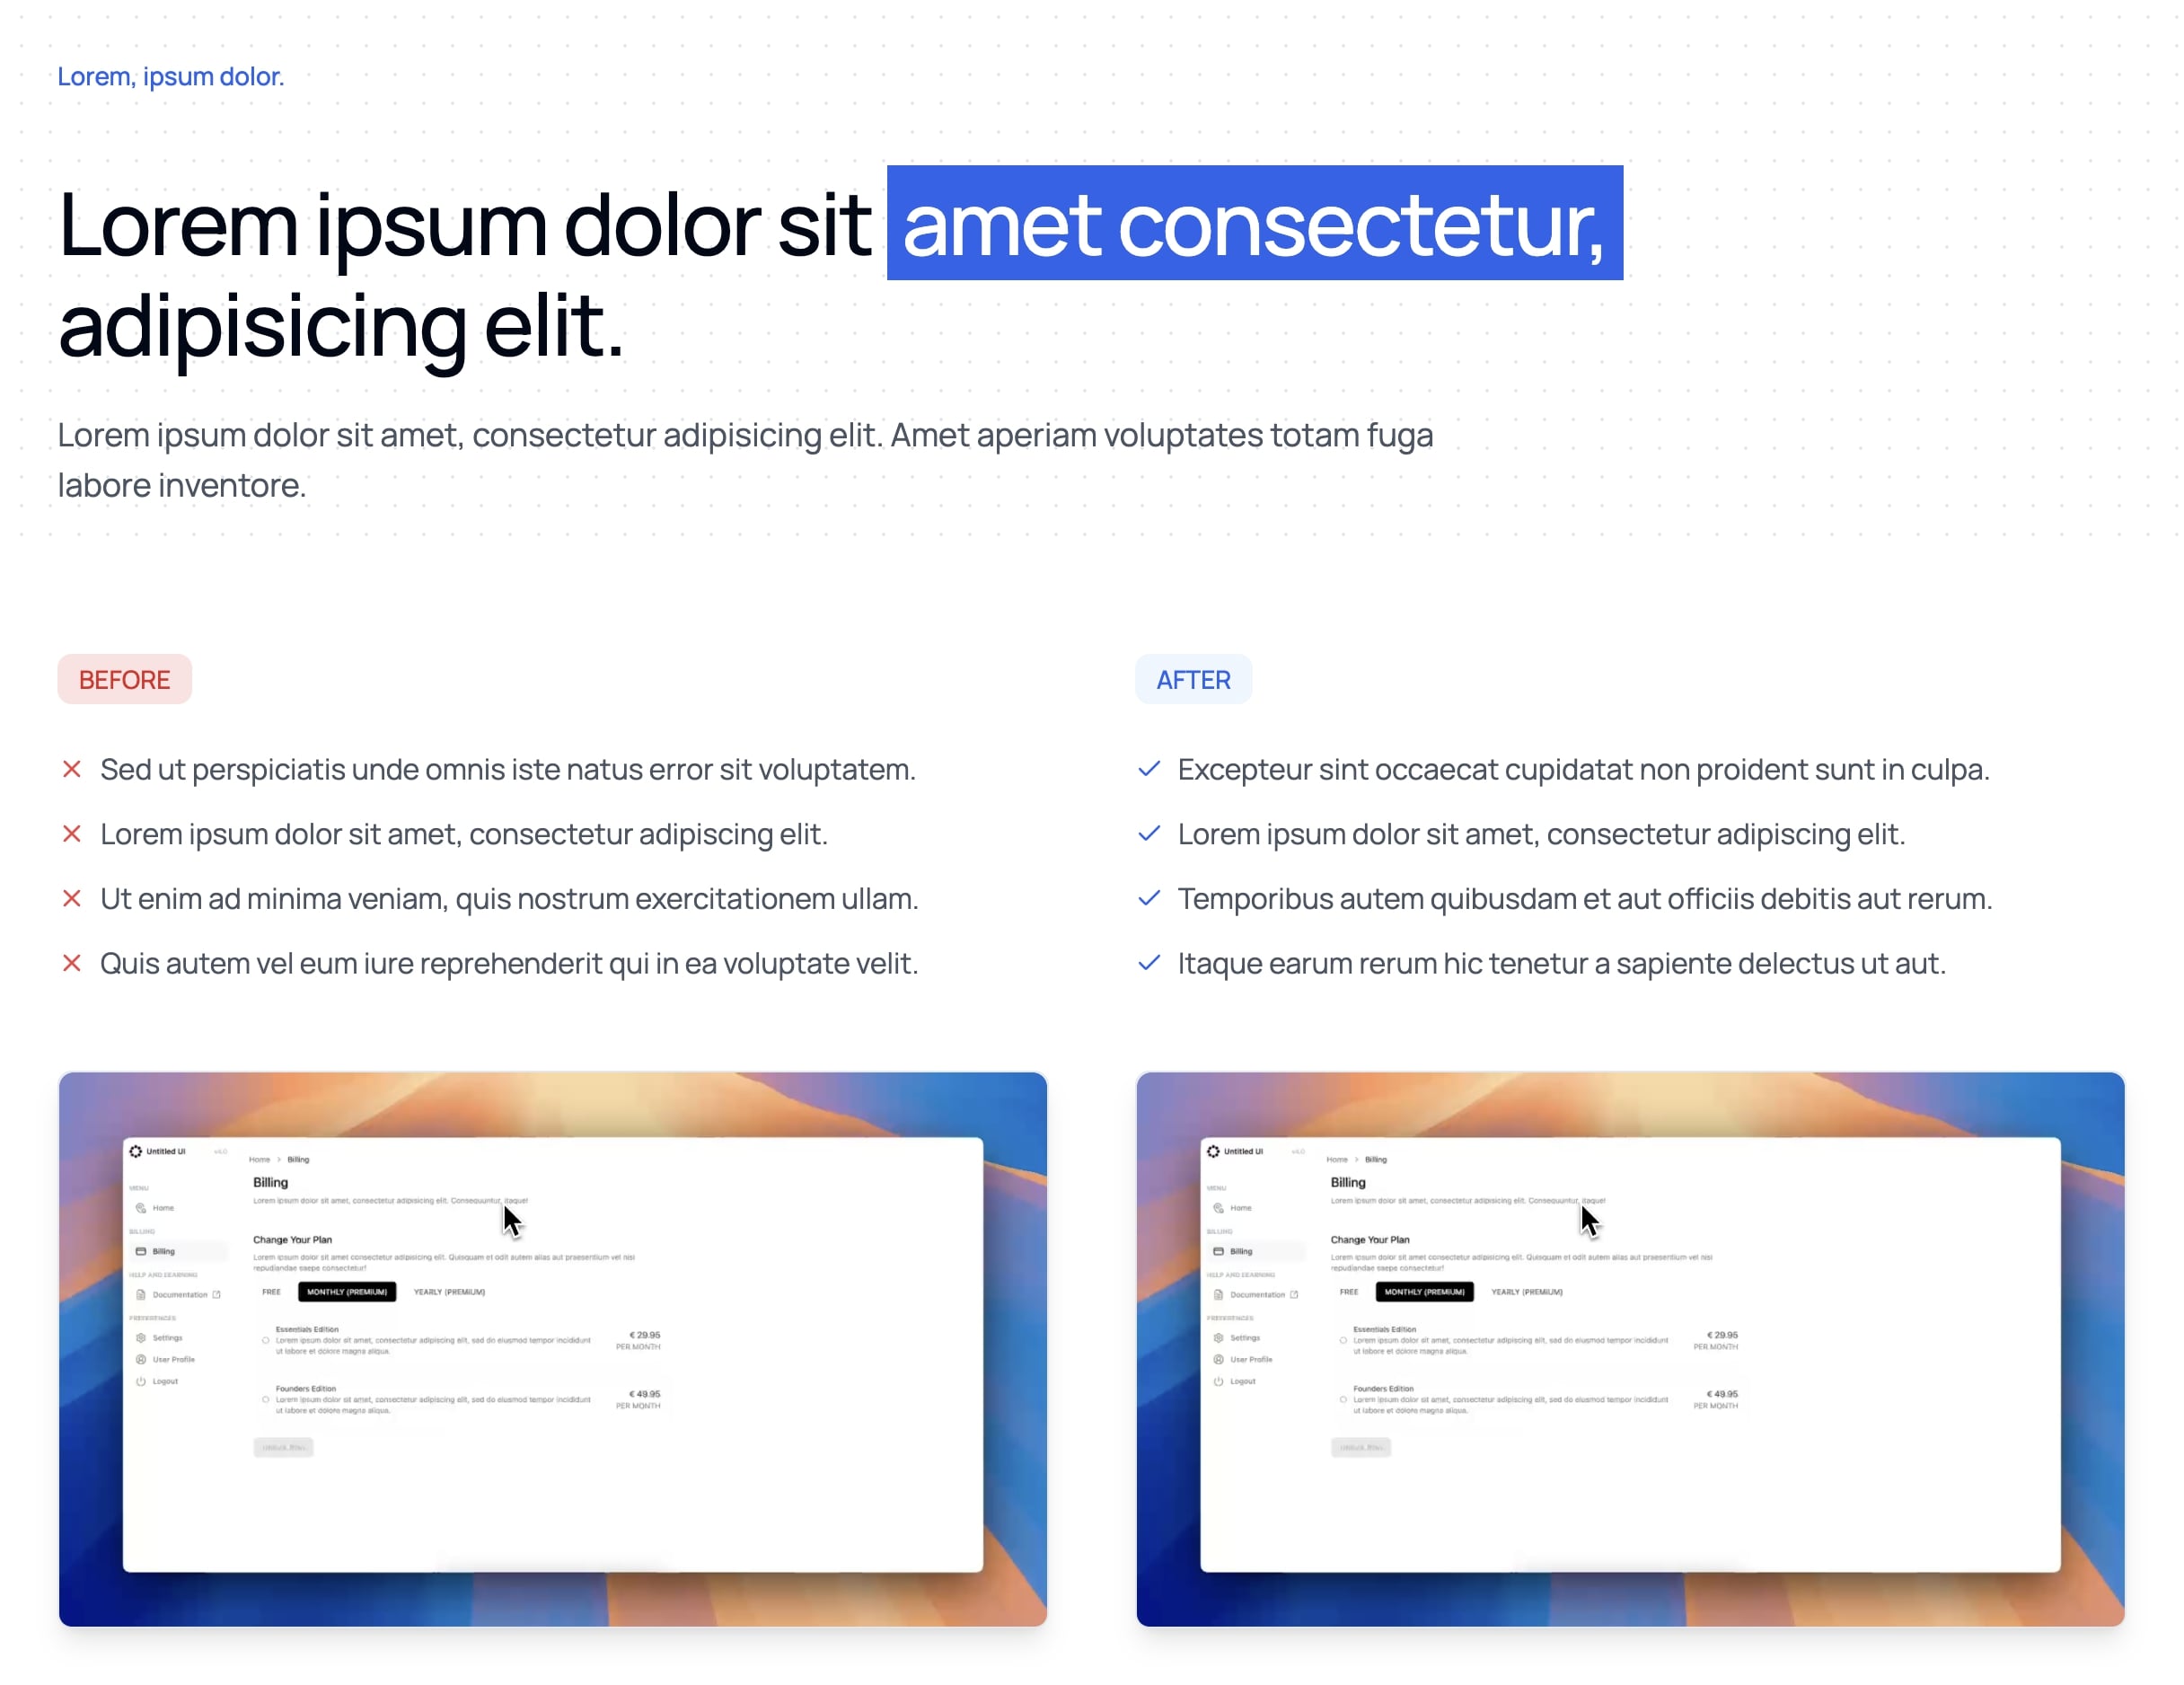 Lorem, ipsum dolor.
Lorem ipsum dolor sit amet consectetur,
adipisicing elit.
Lorem ipsum dolor sit amet, consectetur adipisicing elit. Amet aperiam voluptates totam fuga
labore inventore.
BEFORE
Sed ut perspiciatis unde omnis iste natus error sit voluptatem.
Lorem ipsum dolor sit amet, consectetur adipiscing elit.
Ut enim ad minima veniam, quis nostrum exercitationem ullam.
Quis autem vel eum iure reprehenderit qui in ea voluptate velit.
AFTER
Excepteur sint occaecat cupidatat non proident sunt in culpa.
Lorem ipsum dolor sit amet, consectetur adipiscing elit.
Temporibus autem quibusdam et aut officiis debitis aut rerum.
Itaque earum rerum hic tenetur a sapiente delectus ut aut.
Untitled UI
MENU
Home
BILLING
Billing
HELP AND LEARNING
Documentation
PREFERENCES
Settings
User Profile
Logout
Home > Billing
Billing
Lorem ipsum dolor sit amet, consectetur adipisicing elit. Consequuntur, itaque!
Change Your Plan
Lorem ipsum dolor sit amet consectetur adipisicing elit. Quisquam et odit autem alias aut praesentium vel nisi
repudiandae saepe consectetur!
FREE MONTHLY (PREMIUM) YEARLY (PREMIUM)
Essentials Edition
Lorem ipsum dolor sit amet, consectetur adipiscing elit, sed do eiusmod tempor incididunt
ut labore et dolore magna aliqua.
€ 29.95
PER MONTH
Founders Edition
Lorem ipsum dolor sit amet, consectetur adipiscing elit, sed do eiusmod tempor incididunt
ut labore et dolore magna aliqua.
€ 49.95
PER MONTH
Untitled UI
MENU
Home
BILLING
Billing
HELP AND LEARNING
Documentation
PREFERENCES
Settings
User Profile
Logout
Home > Billing
Billing
Lorem ipsum dolor sit amet, consectetur adipisicing elit. Consequuntur, itaque!
Change Your Plan
Lorem ipsum dolor sit amet consectetur adipisicing elit. Quisquam et odit autem alias aut praesentium vel nisi
repudiandae saepe consectetur!
FREE MONTHLY (PREMIUM) YEARLY (PREMIUM)
Essentials Edition
Lorem ipsum dolor sit amet, consectetur adipiscing elit, sed do eiusmod tempor incididunt
ut labore et dolore magna aliqua.
€ 29.95
PER MONTH
Founders Edition
Lorem ipsum dolor sit amet, consectetur adipiscing elit, sed do eiusmod tempor incididunt
ut labore et dolore magna aliqua.
€ 49.95
PER MONTH